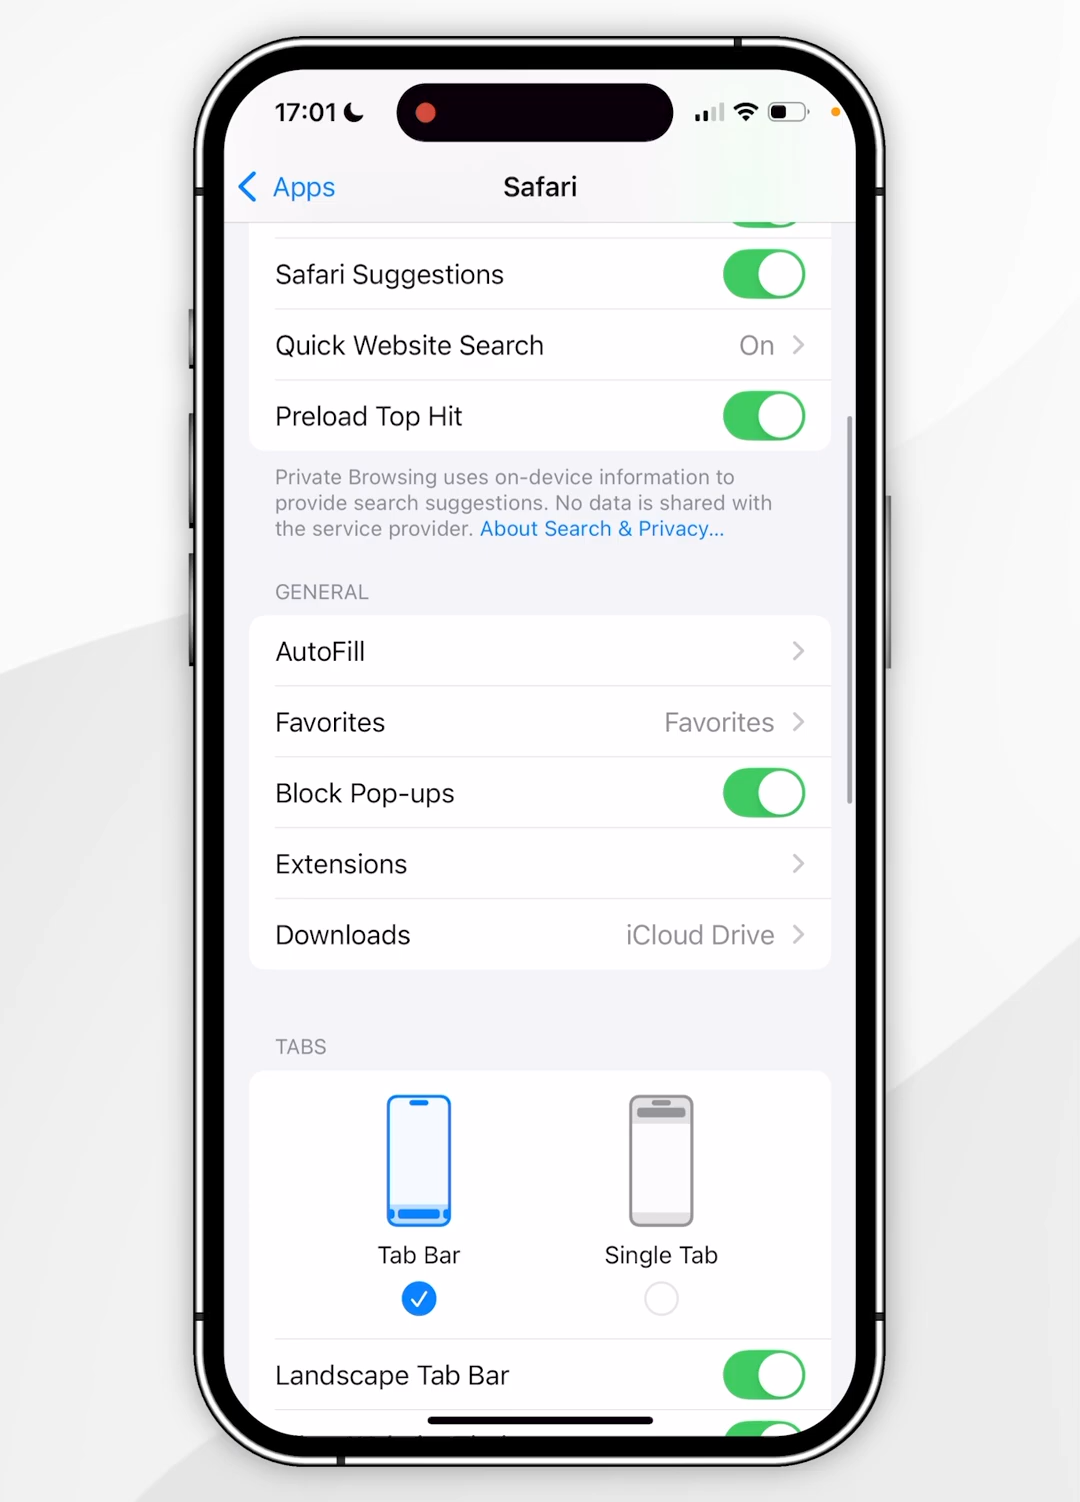 17:01
Apps
Safari
Safari Suggestions
Quick Website Search On
Preload Top Hit
Private Browsing uses on-device information to
provide search suggestions. No data is shared with
the service provider. About Search & Privacy...
GENERAL
AutoFill
Favorites Favorites
Block Pop-ups
Extensions
Downloads iCloud Drive
TABS
Tab Bar Single Tab
Landscape Tab Bar